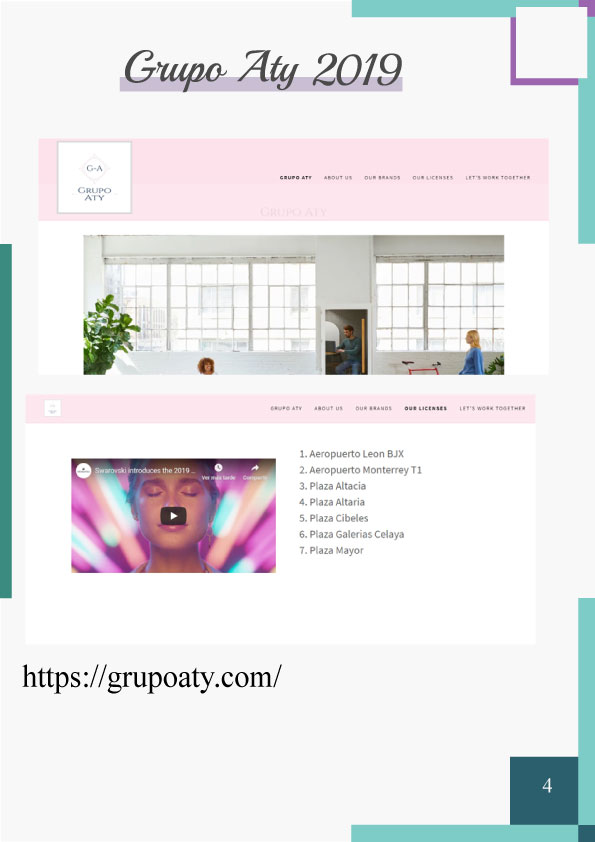 Grupo Aty 2019
G-A
GRUPO
ATY
GRUPO ATY ABOUT US OUR BRANDS OUR LICENSES LET'S WORK TOGETHER
GRUPO ATY
GRUPO ATY ABOUT US OUR BRANDS OUR LICENSES LET'S WORK TOGETHER
Swarovski introduces the 2019 ...
Ver más tarde
Compartir
1. Aeropuerto Leon BJX
2. Aeropuerto Monterrey T1
3. Plaza Altacia
4. Plaza Altaria
5. Plaza Cibeles
6. Plaza Galerias Celaya
7. Plaza Mayor
https://grupoaty.com/
4